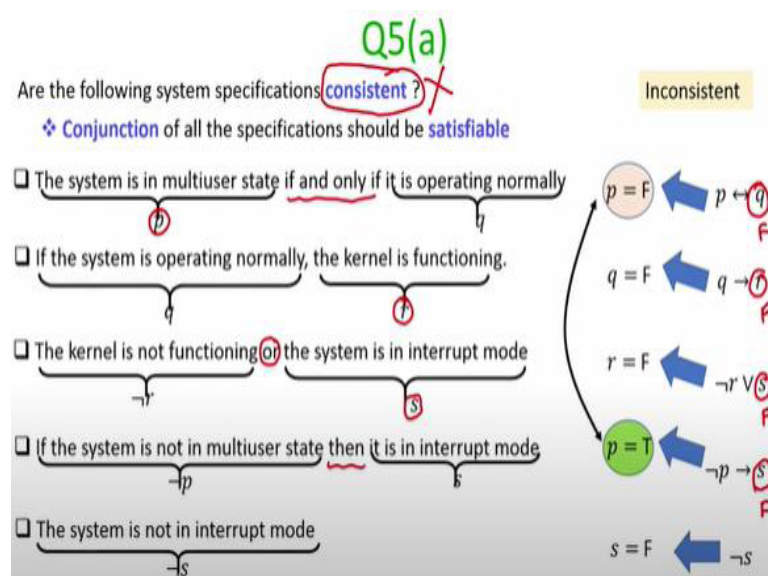 Q5(a)
Are the following system specifications consistent ?
Inconsistent
❖ Conjunction of all the specifications should be satisfiable
❑ The system is in multiuser state if and only if it is operating normally
p
q
p = F
p ↔ q
F
❑ If the system is operating normally, the kernel is functioning.
q
r
q = F
q → r
F
❑ The kernel is not functioning or the system is in interrupt mode
¬r
s
r = F
¬r ∨ s
F
❑ If the system is not in multiuser state then it is in interrupt mode
¬p
s
p = T
¬p → s
F
❑ The system is not in interrupt mode
¬s
s = F
¬s